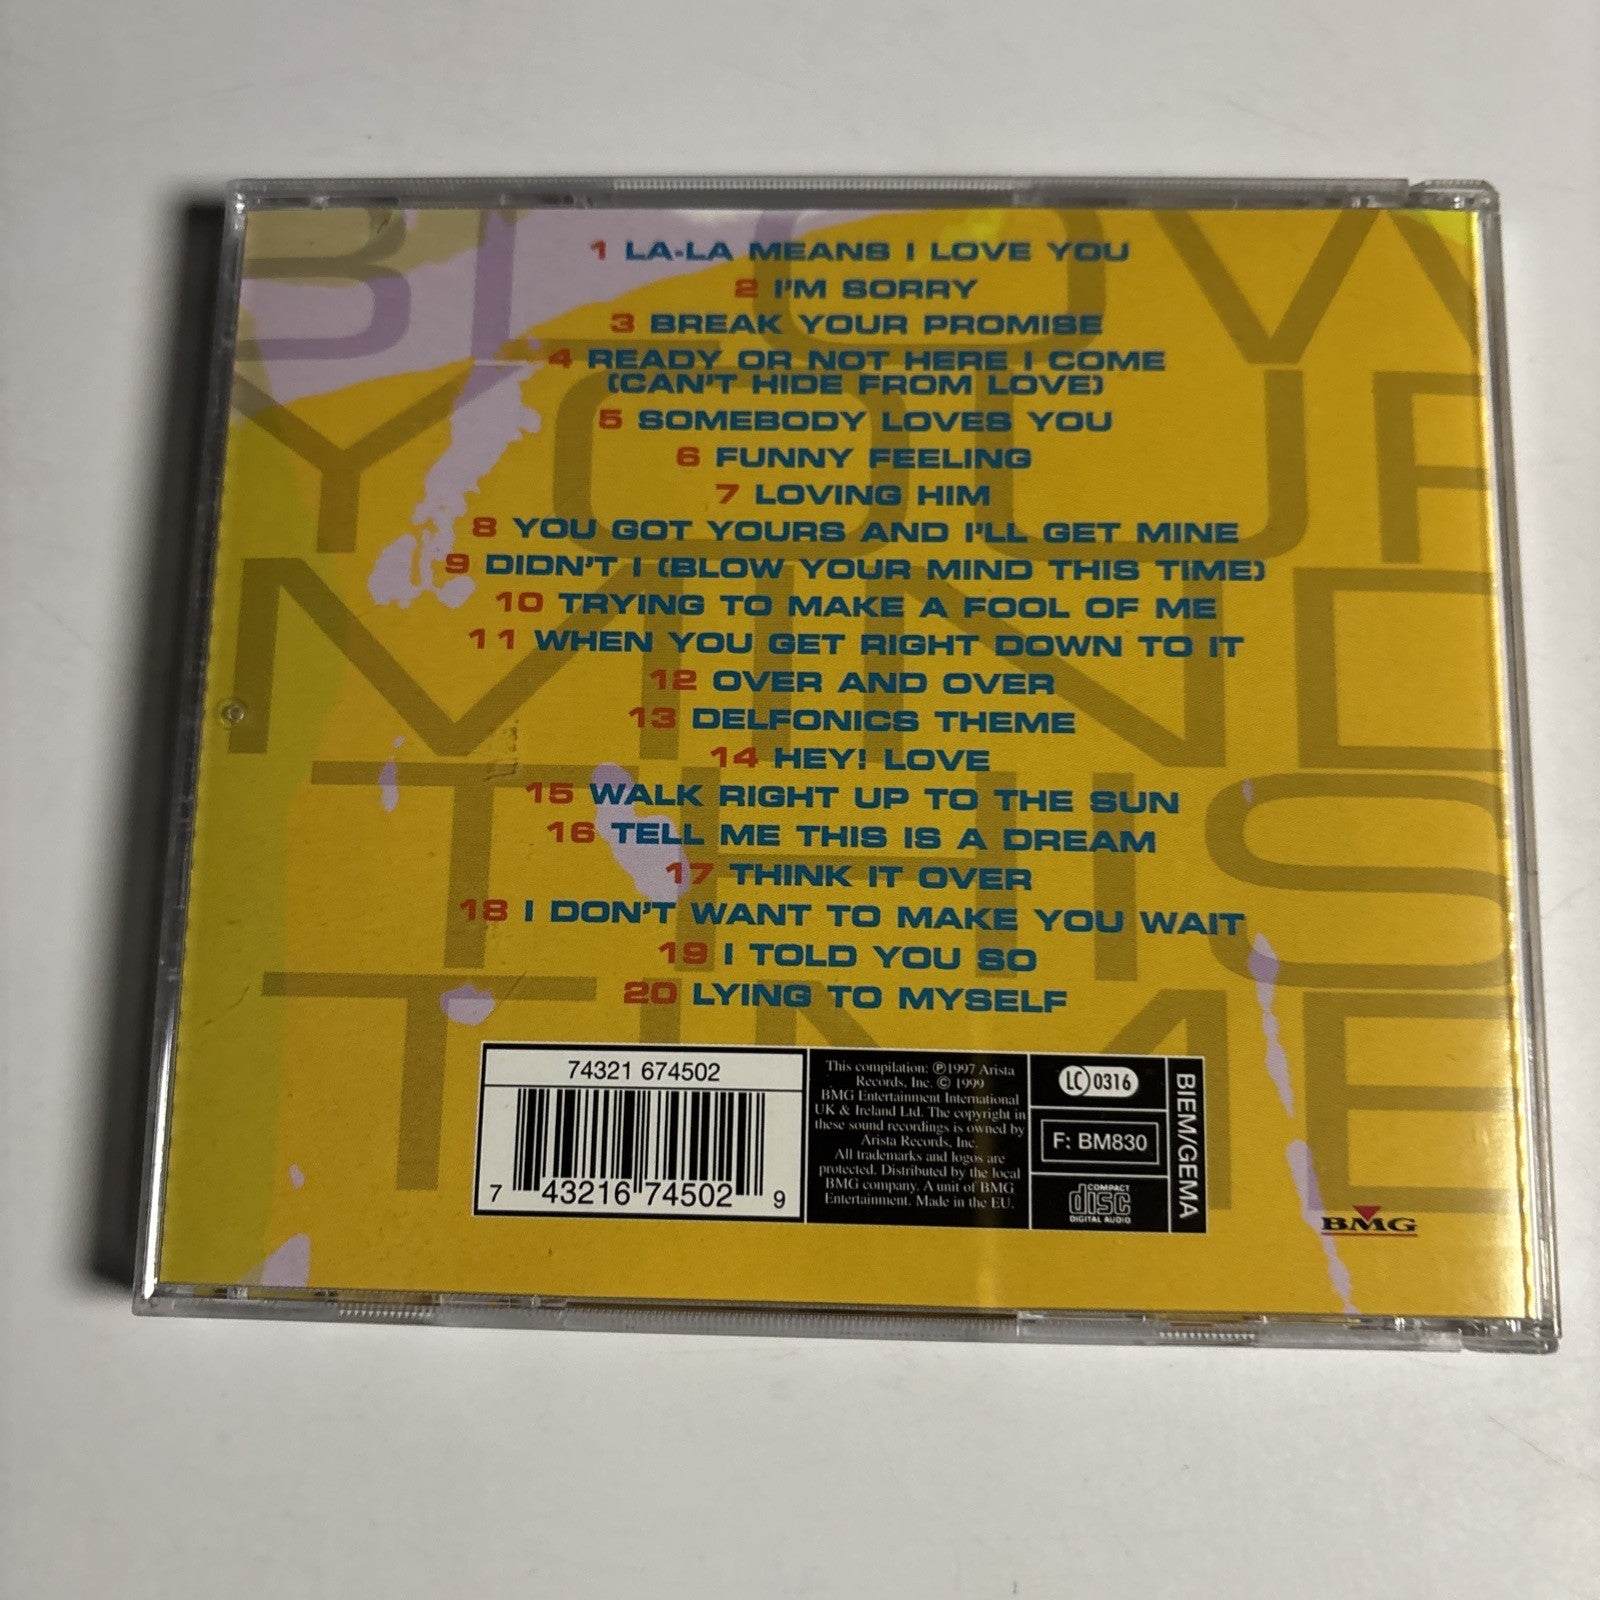 BLOW
YOUR
MIND
THIS
TIME
1 LA-LA MEANS I LOVE YOU
2 I'M SORRY
3 BREAK YOUR PROMISE
4 READY OR NOT HERE I COME
(CAN'T HIDE FROM LOVE)
5 SOMEBODY LOVES YOU
6 FUNNY FEELING
7 LOVING HIM
8 YOU GOT YOURS AND I'LL GET MINE
9 DIDN'T I (BLOW YOUR MIND THIS TIME)
10 TRYING TO MAKE A FOOL OF ME
11 WHEN YOU GET RIGHT DOWN TO IT
12 OVER AND OVER
13 DELFONICS THEME
14 HEY! LOVE
15 WALK RIGHT UP TO THE SUN
16 TELL ME THIS IS A DREAM
17 THINK IT OVER
18 I DON'T WANT TO MAKE YOU WAIT
19 I TOLD YOU SO
20 LYING TO MYSELF
74321 674502
7 43216 74502 9
This compilation: ℗1997 Arista
Records, Inc. © 1999
BMG Entertainment International
UK & Ireland Ltd. The copyright in
these sound recordings is owned by
Arista Records, Inc.
All trademarks and logos are
protected. Distributed by the local
BMG company. A unit of BMG
Entertainment. Made in the EU.
LC 0316
F: BM830
COMPACT
disc
DIGITAL AUDIO
BIEM/GEMA
BMG